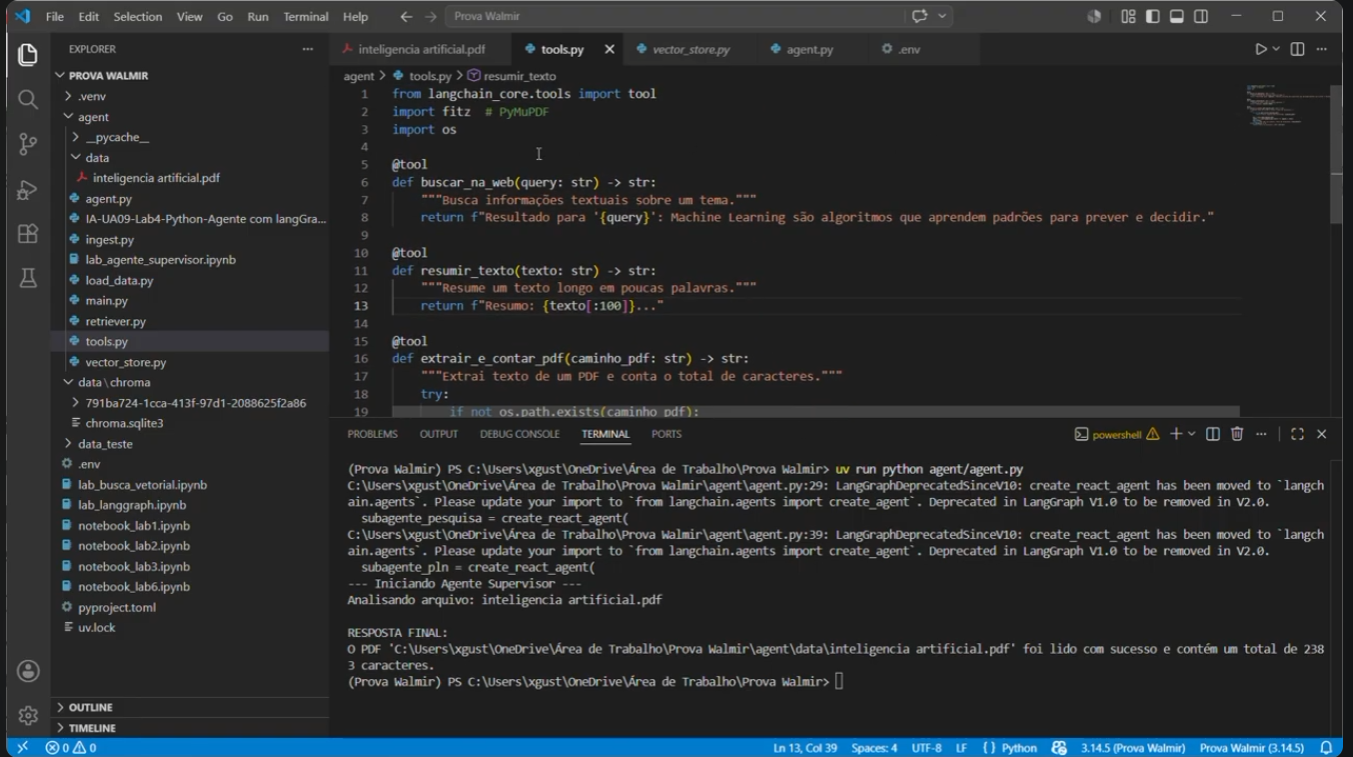 File Edit Selection View Go Run Terminal Help
Prova Walmir
EXPLORER
PROVA WALMIR
.venv
agent
__pycache__
data
inteligencia artificial.pdf
agent.py
IA-UA09-Lab4-Python-Agente com langGra...
ingest.py
lab_agente_supervisor.ipynb
load_data.py
main.py
retriever.py
tools.py
vector_store.py
data\chroma
791ba724-1cca-413f-97d1-2088625f2a86
chroma.sqlite3
data_teste
.env
lab_busca_vetorial.ipynb
lab_langgraph.ipynb
notebook_lab1.ipynb
notebook_lab2.ipynb
notebook_lab3.ipynb
notebook_lab6.ipynb
pyproject.toml
uv.lock
OUTLINE
TIMELINE
inteligencia artificial.pdf tools.py vector_store.py agent.py .env
agent > tools.py > resumir_texto
1 from langchain_core.tools import tool
2 import fitz # PyMuPDF
3 import os
4
5 @tool
6 def buscar_na_web(query: str) -> str:
7 """Busca informações textuais sobre um tema."""
8 return f"Resultado para '{query}': Machine Learning são algoritmos que aprendem padrões para prever e decidir."
9
10 @tool
11 def resumir_texto(texto: str) -> str:
12 """Resume um texto longo em poucas palavras."""
13 return f"Resumo: {texto[:100]}..."
14
15 @tool
16 def extrair_e_contar_pdf(caminho_pdf: str) -> str:
17 """Extrai texto de um PDF e conta o total de caracteres."""
18 try:
19 if not os.path.exists(caminho_pdf):
PROBLEMS OUTPUT DEBUG CONSOLE TERMINAL PORTS
powershell
(Prova Walmir) PS C:\Users\xgust\OneDrive\Área de Trabalho\Prova Walmir> uv run python agent/agent.py
C:\Users\xgust\OneDrive\Área de Trabalho\Prova Walmir\agent\agent.py:29: LangGraphDeprecatedSinceV10: create_react_agent has been moved to `langch
ain.agents`. Please update your import to `from langchain.agents import create_agent`. Deprecated in LangGraph V1.0 to be removed in V2.0.
subagente_pesquisa = create_react_agent(
C:\Users\xgust\OneDrive\Área de Trabalho\Prova Walmir\agent\agent.py:39: LangGraphDeprecatedSinceV10: create_react_agent has been moved to `langch
ain.agents`. Please update your import to `from langchain.agents import create_agent`. Deprecated in LangGraph V1.0 to be removed in V2.0.
subagente_pln = create_react_agent(
--- Iniciando Agente Supervisor ---
Analisando arquivo: inteligencia artificial.pdf
RESPOSTA FINAL:
O PDF 'C:\Users\xgust\OneDrive\Área de Trabalho\Prova Walmir\agent\data\inteligencia artificial.pdf' foi lido com sucesso e contém um total de 238
3 caracteres.
(Prova Walmir) PS C:\Users\xgust\OneDrive\Área de Trabalho\Prova Walmir>
0 0 Ln 13, Col 39 Spaces: 4 UTF-8 LF { } Python 3.14.5 (Prova Walmir) Prova Walmir (3.14.5)